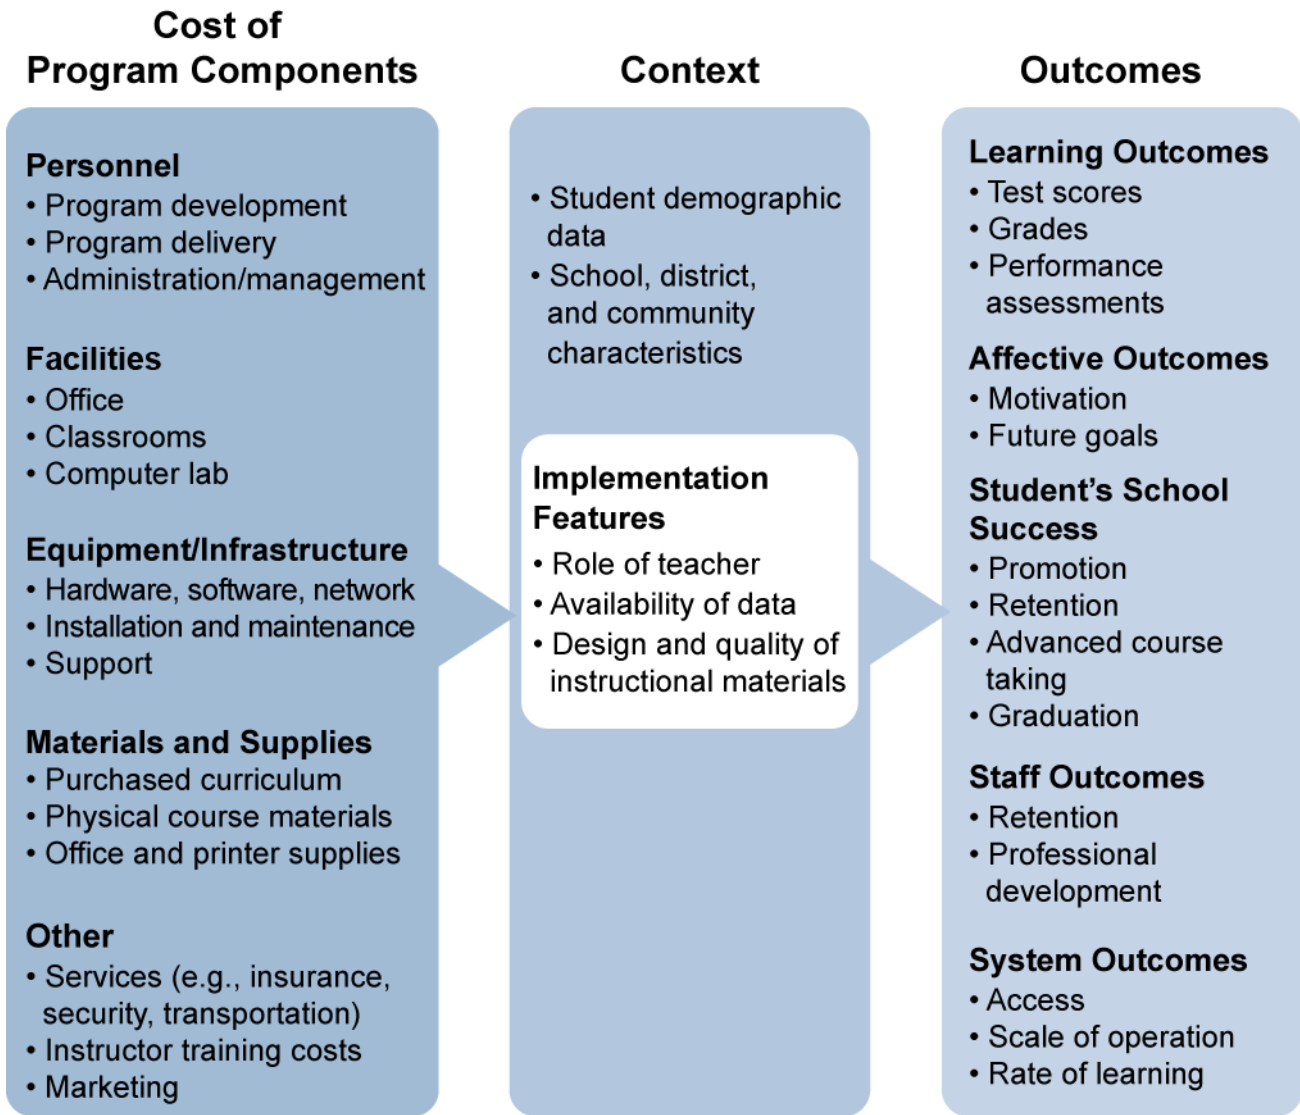 Cost of
Program Components
Personnel
• Program development
• Program delivery
• Administration/management
Facilities
• Office
• Classrooms
• Computer lab
Equipment/Infrastructure
• Hardware, software, network
• Installation and maintenance
• Support
Materials and Supplies
• Purchased curriculum
• Physical course materials
• Office and printer supplies
Other
• Services (e.g., insurance,
security, transportation)
• Instructor training costs
• Marketing
Context
• Student demographic
data
• School, district,
and community
characteristics
Implementation
Features
• Role of teacher
• Availability of data
• Design and quality of
instructional materials
Outcomes
Learning Outcomes
• Test scores
• Grades
• Performance
assessments
Affective Outcomes
• Motivation
• Future goals
Student’s School
Success
• Promotion
• Retention
• Advanced course
taking
• Graduation
Staff Outcomes
• Retention
• Professional
development
System Outcomes
• Access
• Scale of operation
• Rate of learning